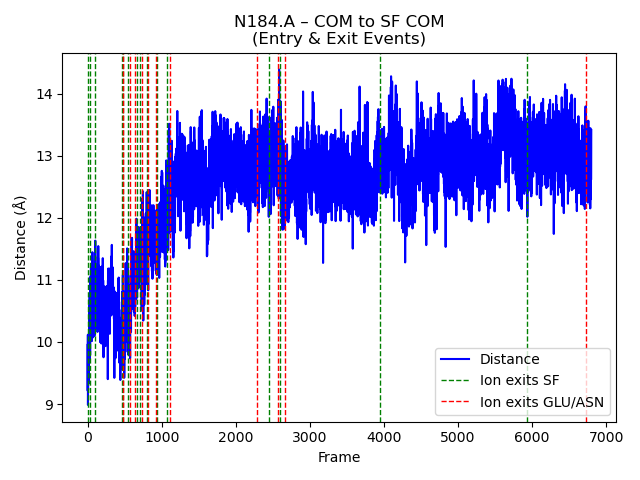 N184.A – COM to SF COM
(Entry & Exit Events)
Distance (Å)
14
13
12
11
10
9
0
1000
2000
3000
4000
5000
6000
7000
Frame
Distance
Ion exits SF
Ion exits GLU/ASN